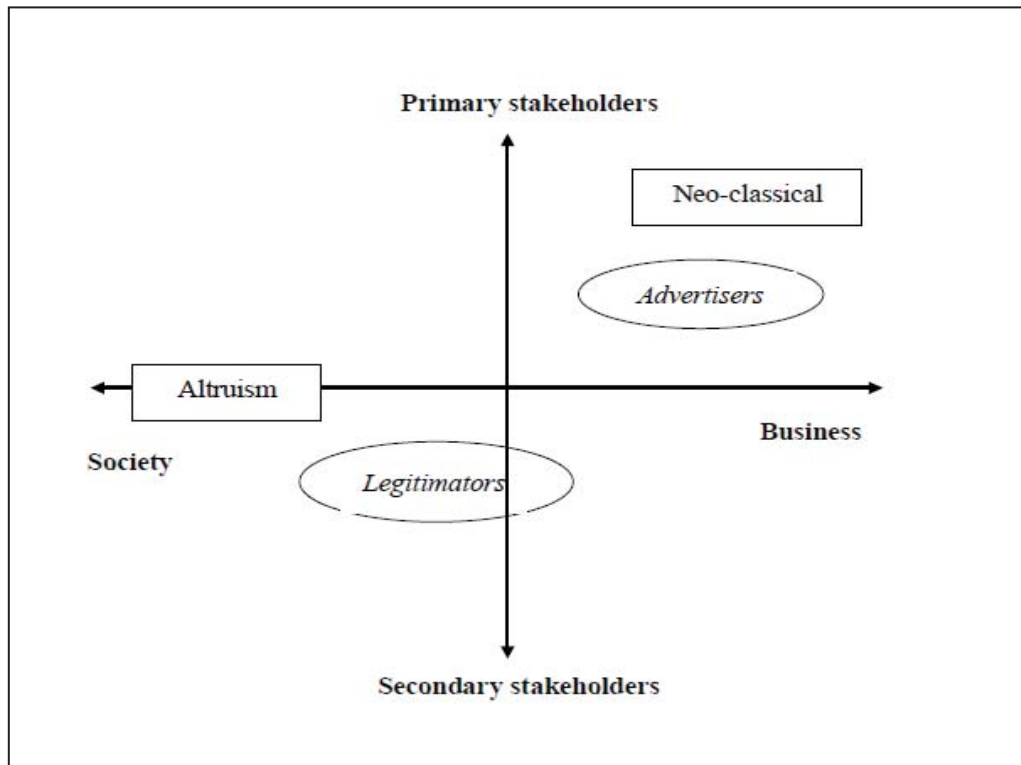 Primary stakeholders
Neo-classical
Advertisers
Altruism
Business
Society
Legitimators
Secondary stakeholders